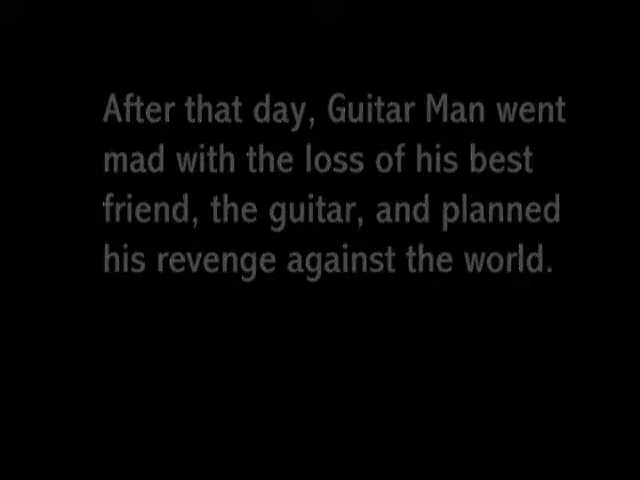 After that day, Guitar Man went
mad with the loss of his best
friend, the guitar, and planned
his revenge against the world.